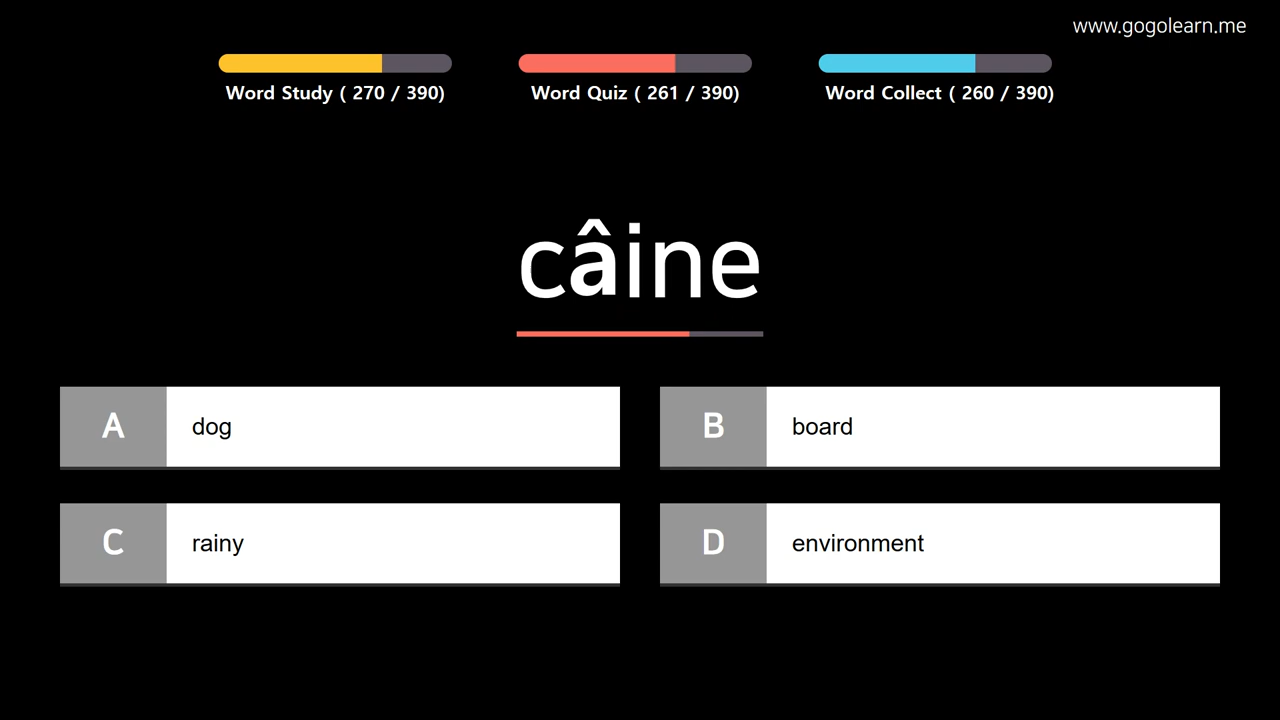 www.gogolearn.me
Word Study ( 270 / 390)
Word Quiz ( 261 / 390)
Word Collect ( 260 / 390)
câine
A dog
B board
C rainy
D environment